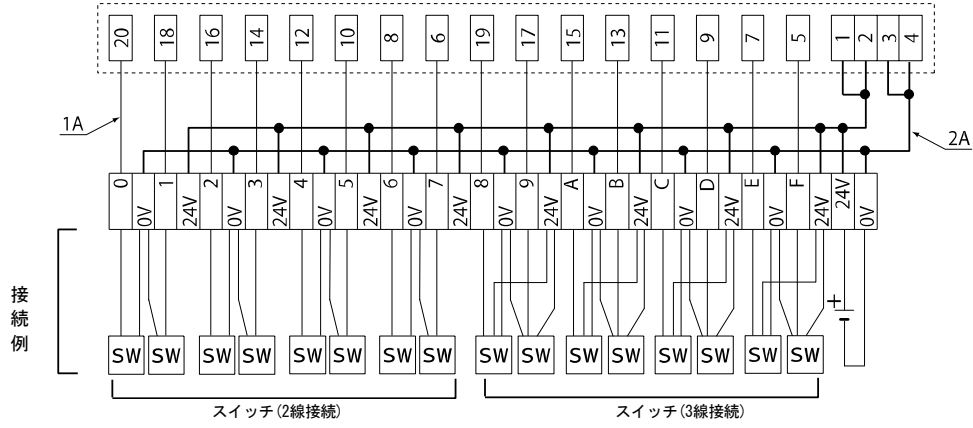 20 18 16 14 12 10 8 6 19 17 15 13 11 9 7 5 1 2 3 4
1A
2A
0 0V 1 24V 2 0V 3 24V 4 0V 5 24V 6 0V 7 24V 8 0V 9 24V A 0V B 24V C 0V D 24V E 0V F 24V 24V 0V
接続例
+
SW SW SW SW SW SW SW SW SW SW SW SW SW SW SW SW
スイッチ(2線接続) スイッチ(3線接続)